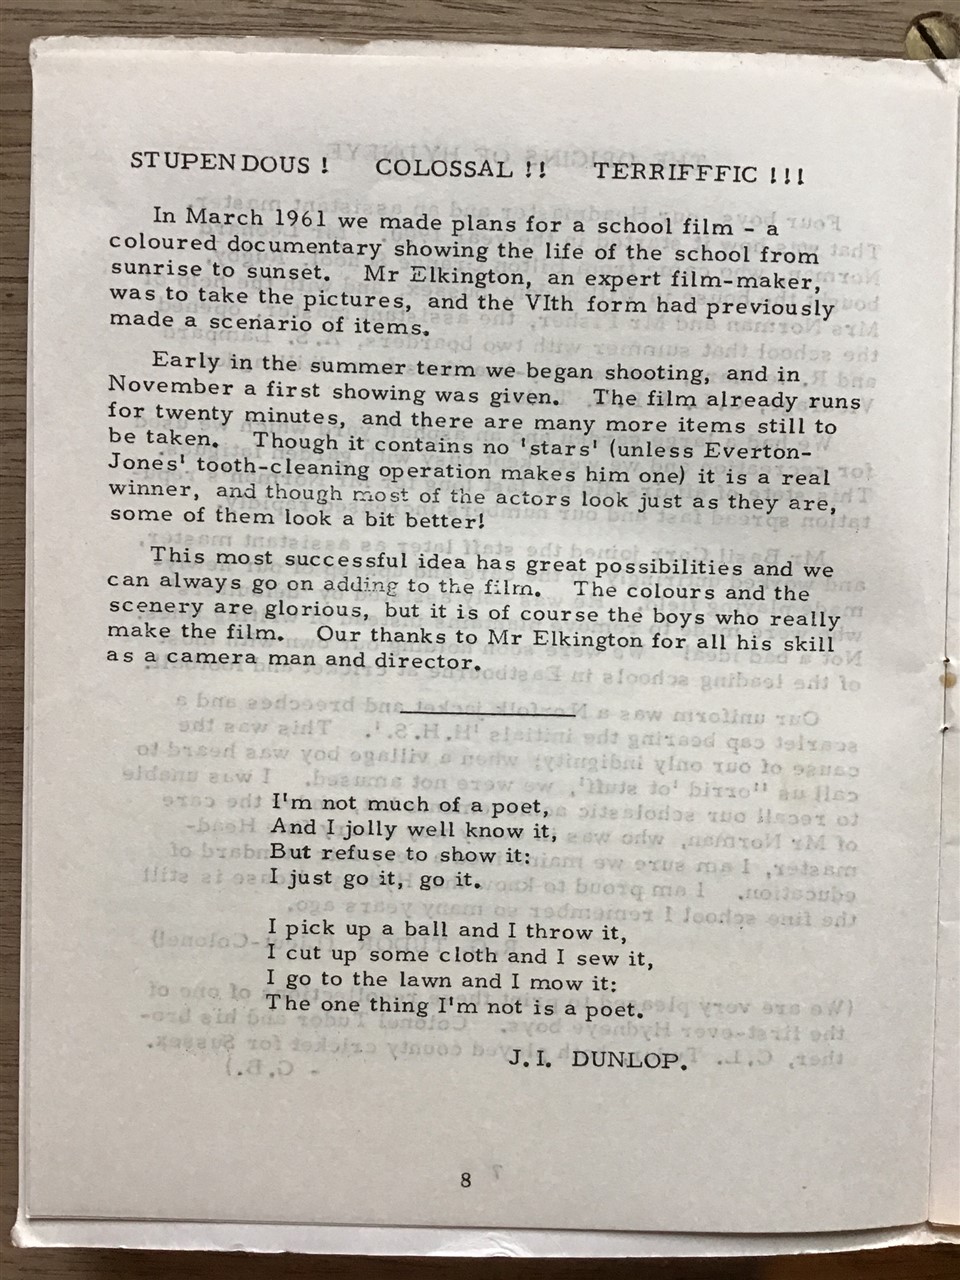 STUPENDOUS ! COLOSSAL !! TERRIFFFIC !!!
In March 1961 we made plans for a school film - a
coloured documentary showing the life of the school from
sunrise to sunset. Mr Elkington, an expert film-maker,
was to take the pictures, and the VIth form had previously
made a scenario of items.
Early in the summer term we began shooting, and in
November a first showing was given. The film already runs
for twenty minutes, and there are many more items still to
be taken. Though it contains no 'stars' (unless Everton-
Jones' tooth-cleaning operation makes him one) it is a real
winner, and though most of the actors look just as they are,
some of them look a bit better!
This most successful idea has great possibilities and we
can always go on adding to the film. The colours and the
scenery are glorious, but it is of course the boys who really
make the film. Our thanks to Mr Elkington for all his skill
as a camera man and director.
I'm not much of a poet,
And I jolly well know it,
But refuse to show it:
I just go it, go it.
I pick up a ball and I throw it,
I cut up some cloth and I sew it,
I go to the lawn and I mow it:
The one thing I'm not is a poet.
J.I. DUNLOP.
8